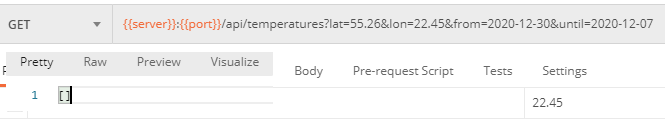 GET {{server}}:{{port}}/api/temperatures?lat=55.26&lon=22.45&from=2020-12-30&until=2020-12-07
Pretty Raw Preview Visualize Body Pre-request Script Tests Settings
1 [] 22.45